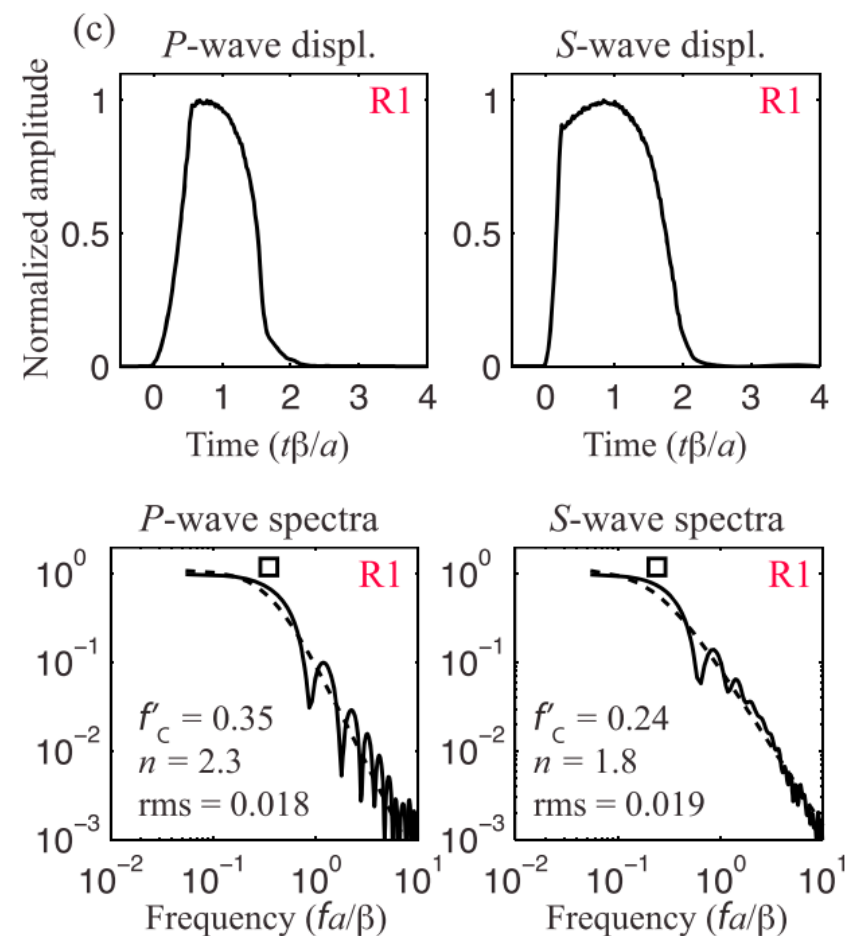 (c)
P-wave displ.
S-wave displ.
Normalized amplitude
1
0.5
0
R1
0 1 2 3 4
Time (tβ/a)
1
0.5
0
R1
0 1 2 3 4
Time (tβ/a)
P-wave spectra
S-wave spectra
10⁰
10⁻¹
10⁻²
10⁻³
R1
f′C = 0.35
n = 2.3
rms = 0.018
10⁻² 10⁻¹ 10⁰ 10¹
Frequency (fa/β)
10⁰
10⁻¹
10⁻²
10⁻³
R1
f′C = 0.24
n = 1.8
rms = 0.019
10⁻² 10⁻¹ 10⁰ 10¹
Frequency (fa/β)